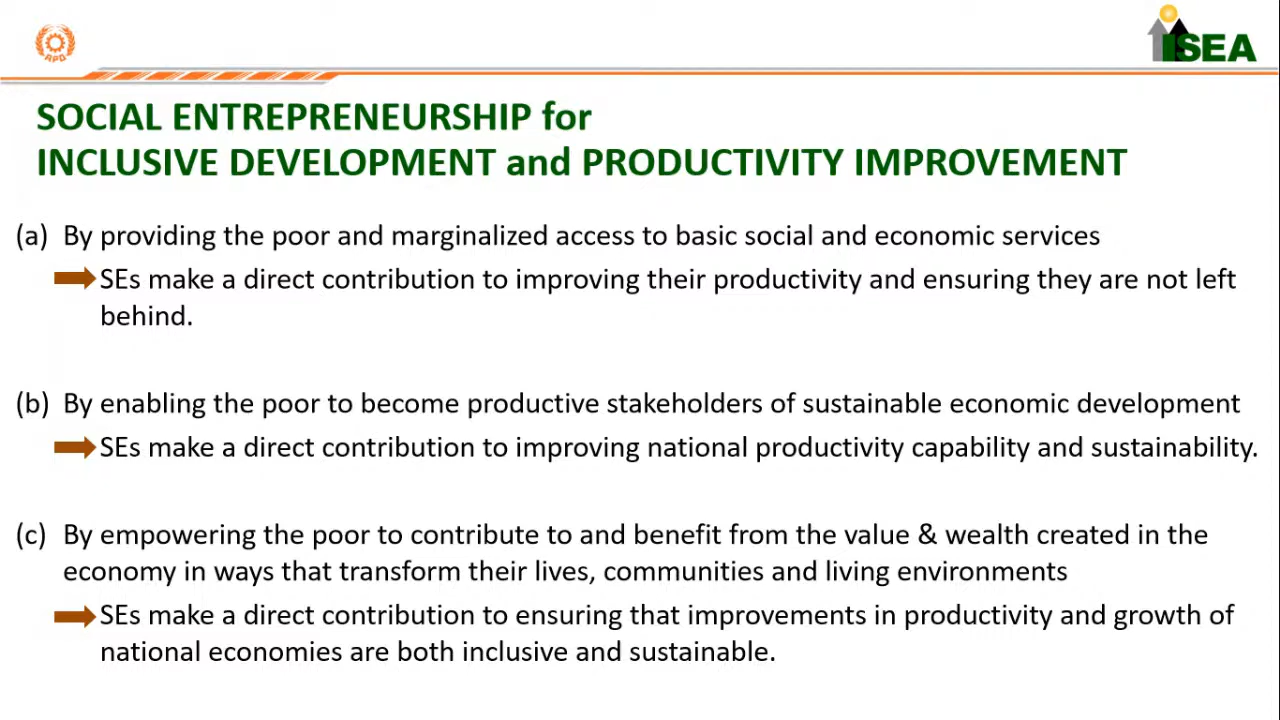 APO
iSEA
SOCIAL ENTREPRENEURSHIP for
INCLUSIVE DEVELOPMENT and PRODUCTIVITY IMPROVEMENT
(a) By providing the poor and marginalized access to basic social and economic services
SEs make a direct contribution to improving their productivity and ensuring they are not left
behind.
(b) By enabling the poor to become productive stakeholders of sustainable economic development
SEs make a direct contribution to improving national productivity capability and sustainability.
(c) By empowering the poor to contribute to and benefit from the value & wealth created in the
economy in ways that transform their lives, communities and living environments
SEs make a direct contribution to ensuring that improvements in productivity and growth of
national economies are both inclusive and sustainable.